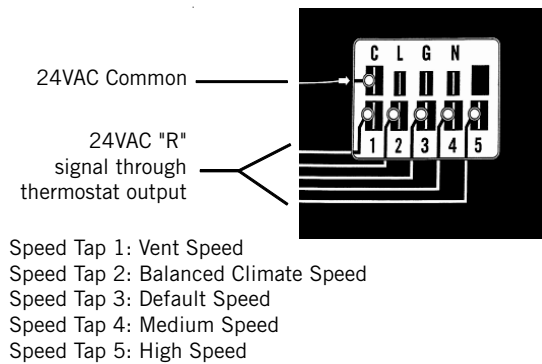 C L G N
24VAC Common
1 2 3 4 5
24VAC "R"
signal through
thermostat output
Speed Tap 1: Vent Speed
Speed Tap 2: Balanced Climate Speed
Speed Tap 3: Default Speed
Speed Tap 4: Medium Speed
Speed Tap 5: High Speed